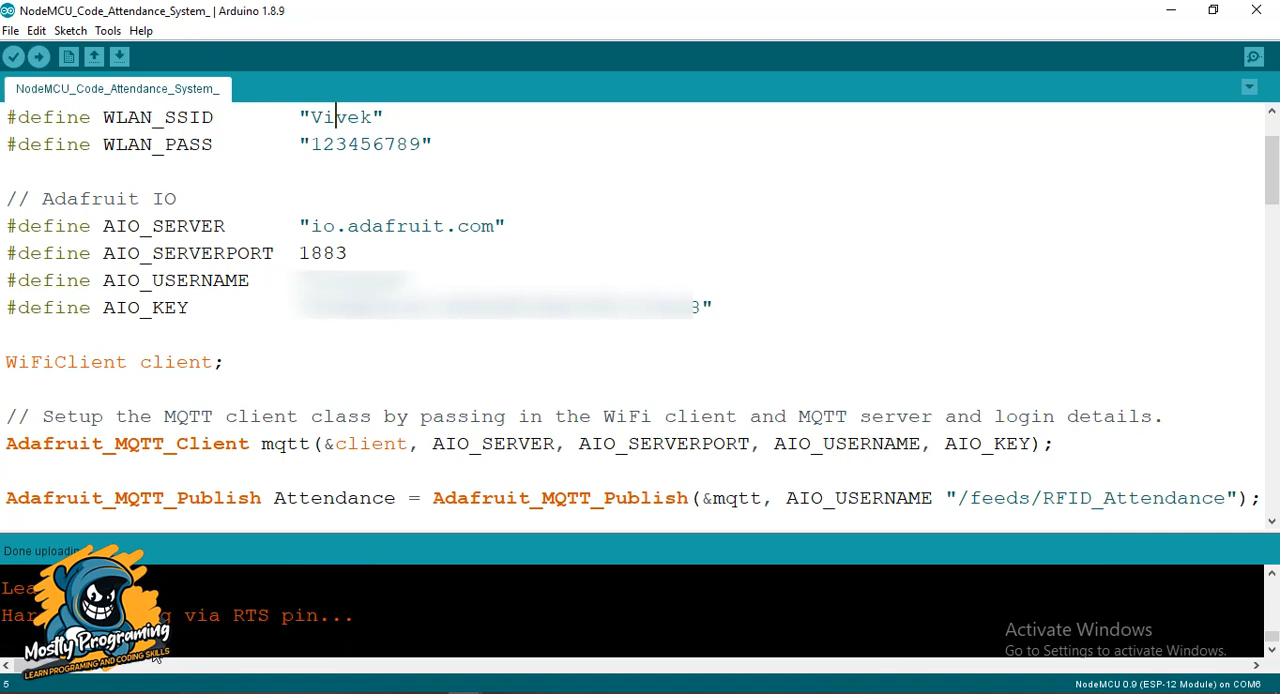 NodeMCU_Code_Attendance_System_ | Arduino 1.8.9
File Edit Sketch Tools Help
NodeMCU_Code_Attendance_System_
#define WLAN_SSID "Vivek"
#define WLAN_PASS "123456789"
// Adafruit IO
#define AIO_SERVER "io.adafruit.com"
#define AIO_SERVERPORT 1883
#define AIO_USERNAME
#define AIO_KEY 3"
WiFiClient client;
// Setup the MQTT client class by passing in the WiFi client and MQTT server and login details.
Adafruit_MQTT_Client mqtt(&client, AIO_SERVER, AIO_SERVERPORT, AIO_USERNAME, AIO_KEY);
Adafruit_MQTT_Publish Attendance = Adafruit_MQTT_Publish(&mqtt, AIO_USERNAME "/feeds/RFID_Attendance");
Done uploading
via RTS pin...
Mostly Programing
LEARN PROGRAMING AND CODING SKILLS
Activate Windows
Go to Settings to activate Windows.
5
NodeMCU 0.9 (ESP-12 Module) on COM6